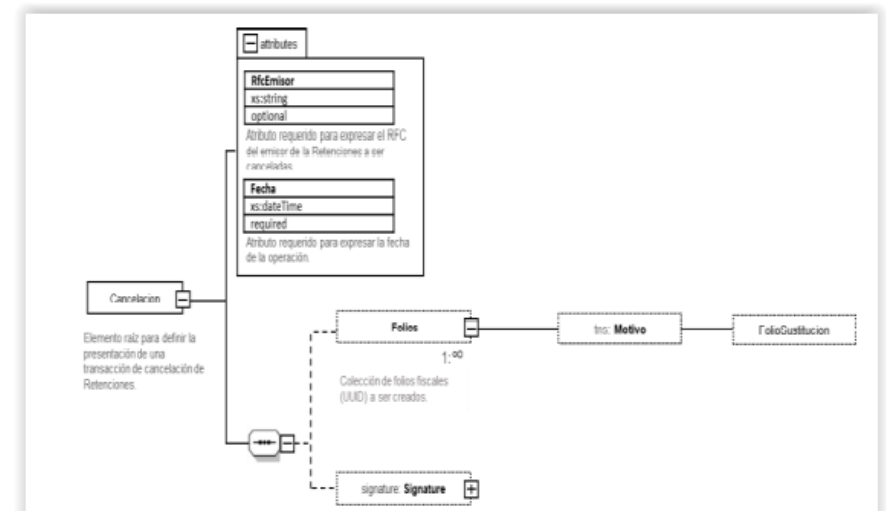 attributes
RfcEmisor
xs:string
optional
Atributo requerido para expresar el RFC
del emisor de la Retenciones a ser
canceladas
Fecha
xs:dateTime
required
Atributo requerido para expresar la fecha
de la operación.
Cancelacion
Elemento raíz para definir la
presentación de una
transacción de cancelación de
Retenciones.
Folios
1:∞
Colección de folios fiscales
(UUID) a ser creados.
tns: Motivo
FolioSustitucion
signature: Signature